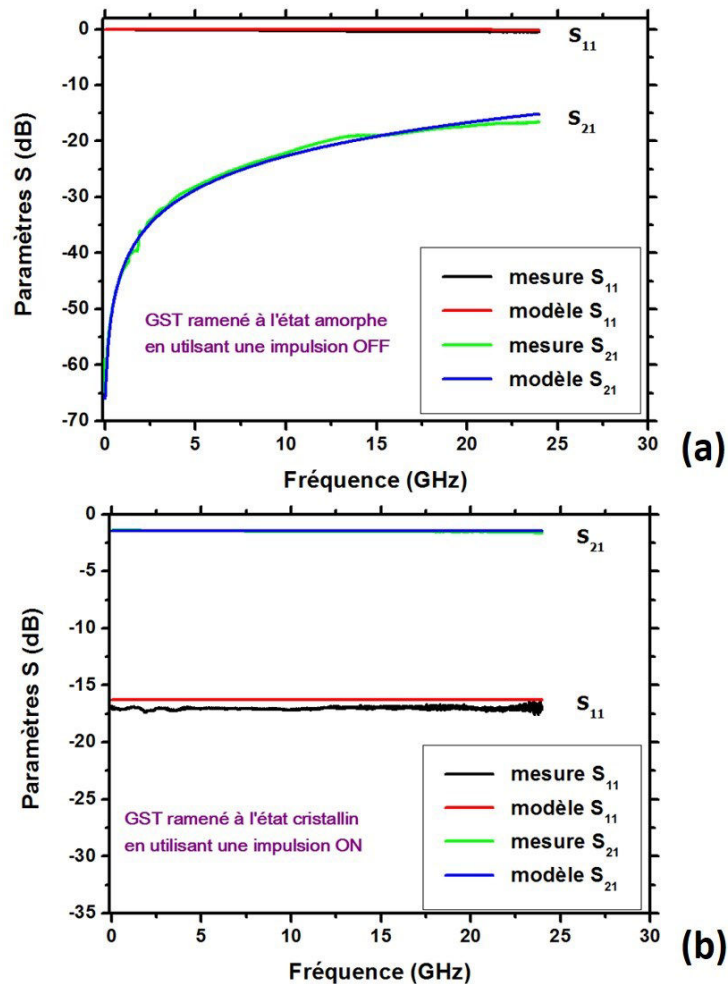 0
-10
-20
-30
-40
-50
-60
-70
Paramètres S (dB)
S11
S21
GST ramené à l'état amorphe
en utilsant une impulsion OFF
mesure S11
modèle S11
mesure S21
modèle S21
0 5 10 15 20 25 30
Fréquence (GHz)
(a)
0
-5
-10
-15
-20
-25
-30
-35
Paramètres S (dB)
S21
S11
GST ramené à l'état cristallin
en utilisant une impulsion ON
mesure S11
modèle S11
mesure S21
modèle S21
0 5 10 15 20 25 30
Fréquence (GHz)
(b)